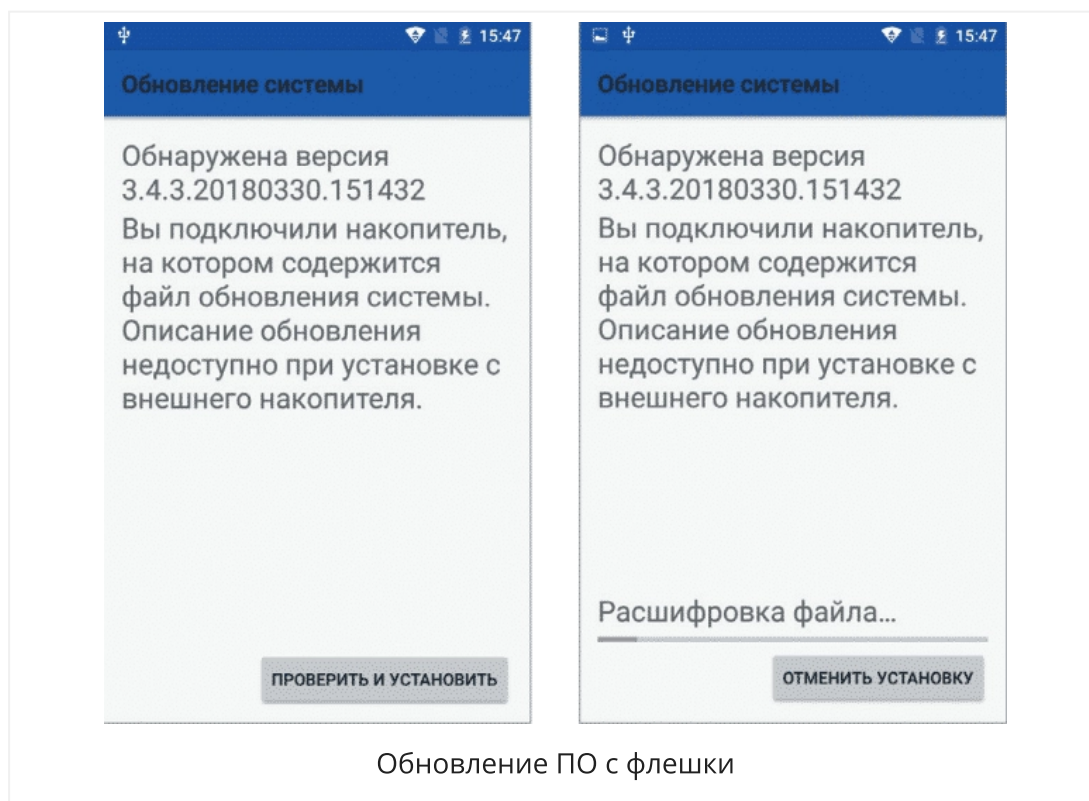 15:47
Обновление системы
Обнаружена версия
3.4.3.20180330.151432
Вы подключили накопитель,
на котором содержится
файл обновления системы.
Описание обновления
недоступно при установке с
внешнего накопителя.
ПРОВЕРИТЬ И УСТАНОВИТЬ
15:47
Обновление системы
Обнаружена версия
3.4.3.20180330.151432
Вы подключили накопитель,
на котором содержится
файл обновления системы.
Описание обновления
недоступно при установке с
внешнего накопителя.
Расшифровка файла...
ОТМЕНИТЬ УСТАНОВКУ
Обновление ПО с флешки